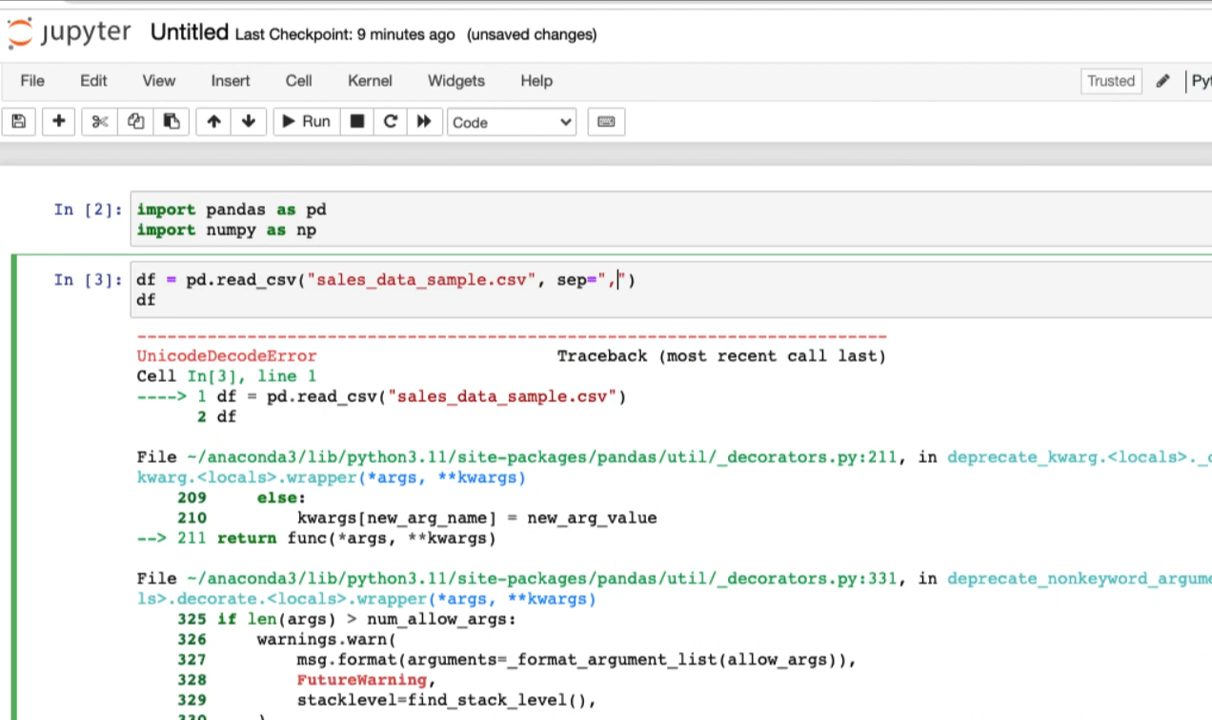 jupyter Untitled Last Checkpoint: 9 minutes ago (unsaved changes)
File Edit View Insert Cell Kernel Widgets Help Trusted
Run Code
In [2]: import pandas as pd
import numpy as np
In [3]: df = pd.read_csv("sales_data_sample.csv", sep=",")
df
---------------------------------------------------------------------------
UnicodeDecodeError Traceback (most recent call last)
Cell In[3], line 1
----> 1 df = pd.read_csv("sales_data_sample.csv")
2 df
File ~/anaconda3/lib/python3.11/site-packages/pandas/util/_decorators.py:211, in deprecate_kwarg.<locals>.
kwarg.<locals>.wrapper(*args, **kwargs)
209 else:
210 kwargs[new_arg_name] = new_arg_value
--> 211 return func(*args, **kwargs)
File ~/anaconda3/lib/python3.11/site-packages/pandas/util/_decorators.py:331, in deprecate_nonkeyword_argume
ls>.decorate.<locals>.wrapper(*args, **kwargs)
325 if len(args) > num_allow_args:
326 warnings.warn(
327 msg.format(arguments=_format_argument_list(allow_args)),
328 FutureWarning,
329 stacklevel=find_stack_level(),
330 )